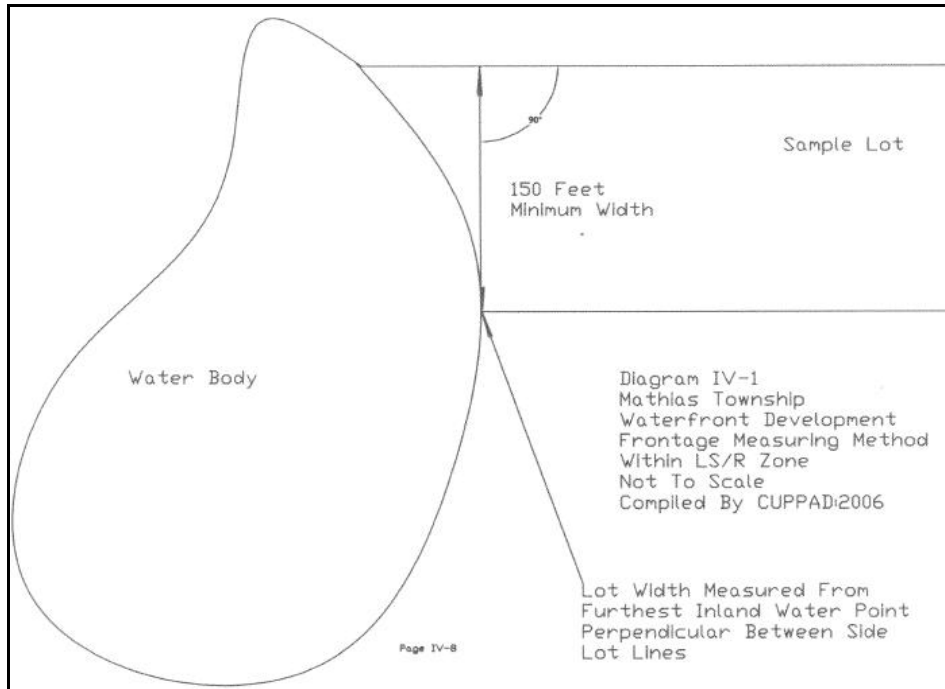 90°
Sample Lot
150 Feet
Minimum Width
Water Body
Diagram IV-1
Mathias Township
Waterfront Development
Frontage Measuring Method
Within LS/R Zone
Not To Scale
Compiled By CUPPAD:2006
Lot Width Measured From
Furthest Inland Water Point
Perpendicular Between Side
Lot Lines
Page IV-8